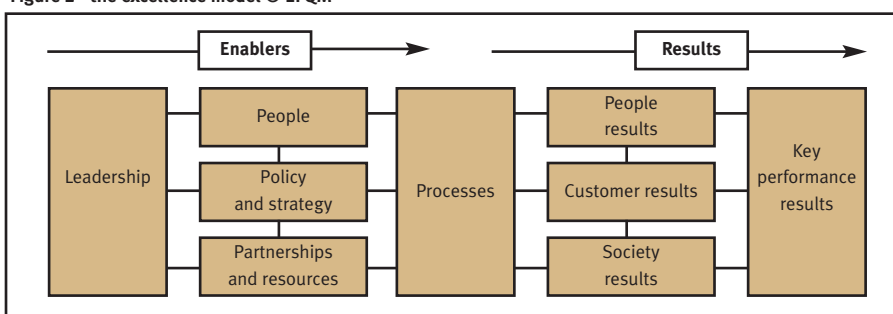 Enablers
Results
Leadership
People
Policy
and strategy
Partnerships
and resources
Processes
People
results
Customer results
Society
results
Key
performance
results